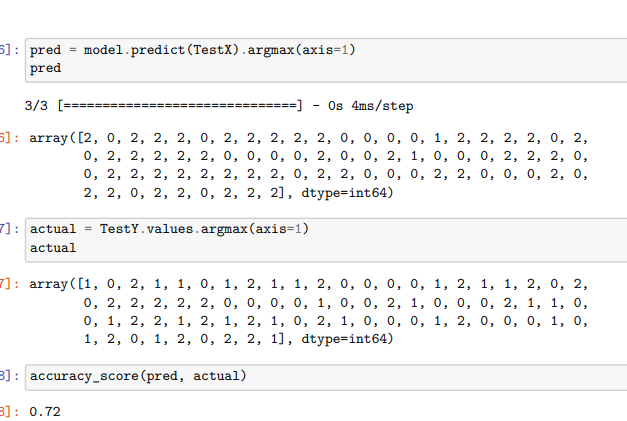 6]: pred = model.predict(TestX).argmax(axis=1)
pred
3/3 [==============================] - 0s 4ms/step
6]: array([2, 0, 2, 2, 2, 0, 2, 2, 2, 2, 2, 0, 0, 0, 0, 1, 2, 2, 2, 2, 0, 2,
0, 2, 2, 2, 2, 2, 0, 0, 0, 0, 2, 0, 0, 2, 1, 0, 0, 0, 2, 2, 2, 0,
0, 2, 2, 2, 2, 2, 2, 2, 2, 0, 2, 2, 0, 0, 0, 2, 2, 0, 0, 0, 2, 0,
2, 2, 0, 2, 2, 0, 2, 2, 2], dtype=int64)
7]: actual = TestY.values.argmax(axis=1)
actual
7]: array([1, 0, 2, 1, 1, 0, 1, 2, 1, 1, 2, 0, 0, 0, 0, 1, 2, 1, 1, 2, 0, 2,
0, 2, 2, 2, 2, 2, 0, 0, 0, 0, 1, 0, 0, 2, 1, 0, 0, 0, 2, 1, 1, 0,
0, 1, 2, 2, 1, 2, 1, 2, 1, 0, 2, 1, 0, 0, 0, 1, 2, 0, 0, 0, 1, 0,
1, 2, 0, 1, 2, 0, 2, 2, 1], dtype=int64)
8]: accuracy_score(pred, actual)
8]: 0.72